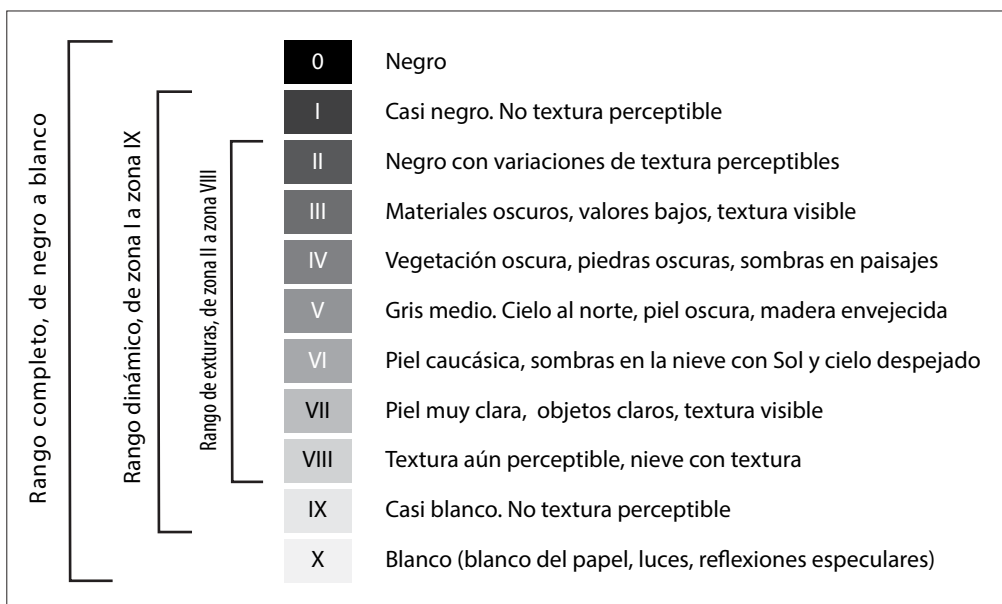 Rango completo, de negro a blanco
Rango dinámico, de zona I a zona IX
Rango de exturas, de zona II a zona VIII
0 Negro
I Casi negro. No textura perceptible
II Negro con variaciones de textura perceptibles
III Materiales oscuros, valores bajos, textura visible
IV Vegetación oscura, piedras oscuras, sombras en paisajes
V Gris medio. Cielo al norte, piel oscura, madera envejecida
VI Piel caucásica, sombras en la nieve con Sol y cielo despejado
VII Piel muy clara, objetos claros, textura visible
VIII Textura aún perceptible, nieve con textura
IX Casi blanco. No textura perceptible
X Blanco (blanco del papel, luces, reflexiones especulares)